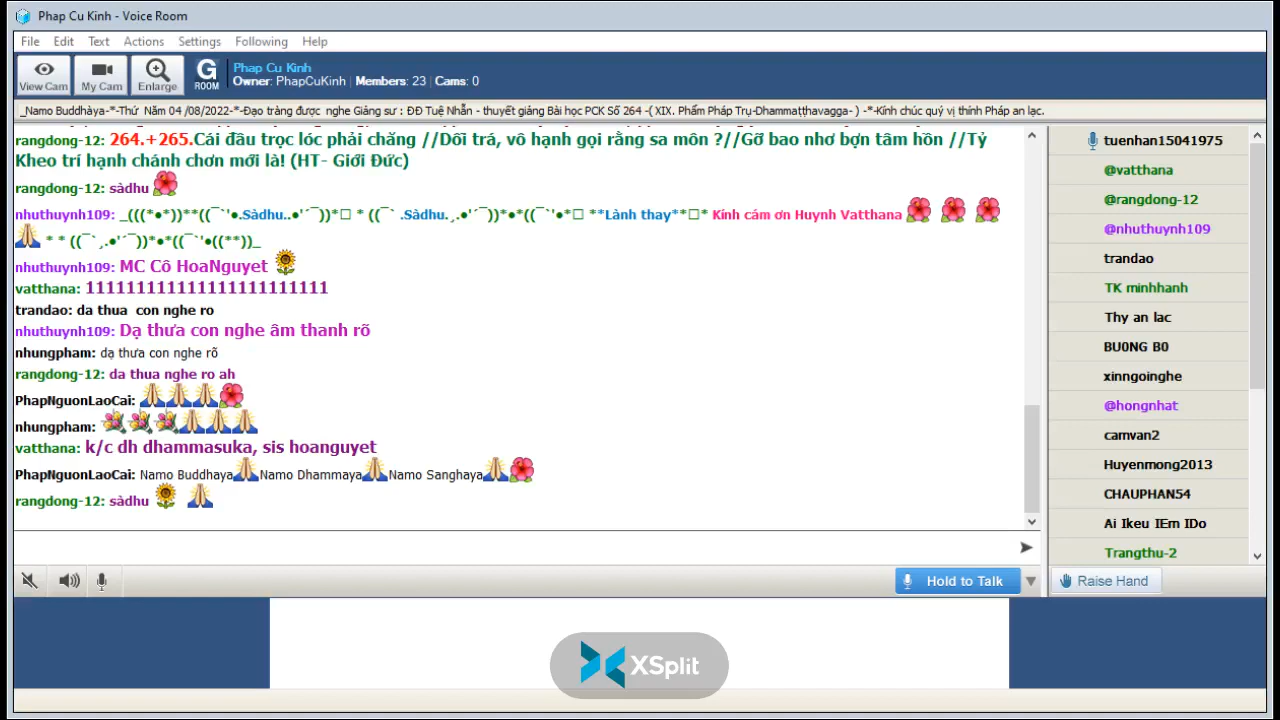 Phap Cu Kinh - Voice Room
File Edit Text Actions Settings Following Help
View Cam My Cam Enlarge G ROOM
Phap Cu Kinh
Owner: PhapCuKinh | Members: 23 | Cams: 0
_Namo Buddhàya-*-Thứ Năm 04 /08/2022-*-Đạo tràng được nghe Giảng sư : ĐĐ Tuệ Nhẫn - thuyết giảng Bài học PCK Số 264 -( XIX. Phẩm Pháp Trụ-Dhammaṭṭhavagga- ) -*-Kính chúc quý vị thính Pháp an lạc.
rangdong-12: 264.+265.Cái đầu trọc lóc phải chăng //Dối trá, vô hạnh gọi rằng sa môn ?//Gỡ bao nhơ bợn tâm hồn //Tỷ
Kheo trí hạnh chánh chơn mới là! (HT- Giới Đức)
rangdong-12: sàdhu
nhuthuynh109: _(((*•*))**((¯`'•.Sàdhu..•'´¯))*□ * ((¯` .Sàdhu.¸.•'´¯))*•*((¯`'•*□ **Lành thay**□* Kính cám ơn Huynh Vatthana
* * ((¯`¸.•'´¯))*•*((¯`'•((**))_
nhuthuynh109: MC Cô HoaNguyet
vatthana: 111111111111111111111111
trandao: da thua con nghe ro
nhuthuynh109: Dạ thưa con nghe âm thanh rõ
nhungpham: dạ thưa con nghe rõ
rangdong-12: da thua nghe ro ah
PhapNguonLaoCai:
nhungpham:
vatthana: k/c dh dhammasuka, sis hoanguyet
PhapNguonLaoCai: Namo Buddhaya Namo Dhammaya Namo Sanghaya
rangdong-12: sàdhu
tuenhan15041975
@vatthana
@rangdong-12
@nhuthuynh109
trandao
TK minhhanh
Thy an lac
BU0NG B0
xinngoinghe
@hongnhat
camvan2
Huyenmong2013
CHAUPHAN54
Ai Ikeu IEm IDo
Trangthu-2
Hold to Talk
Raise Hand
XSplit